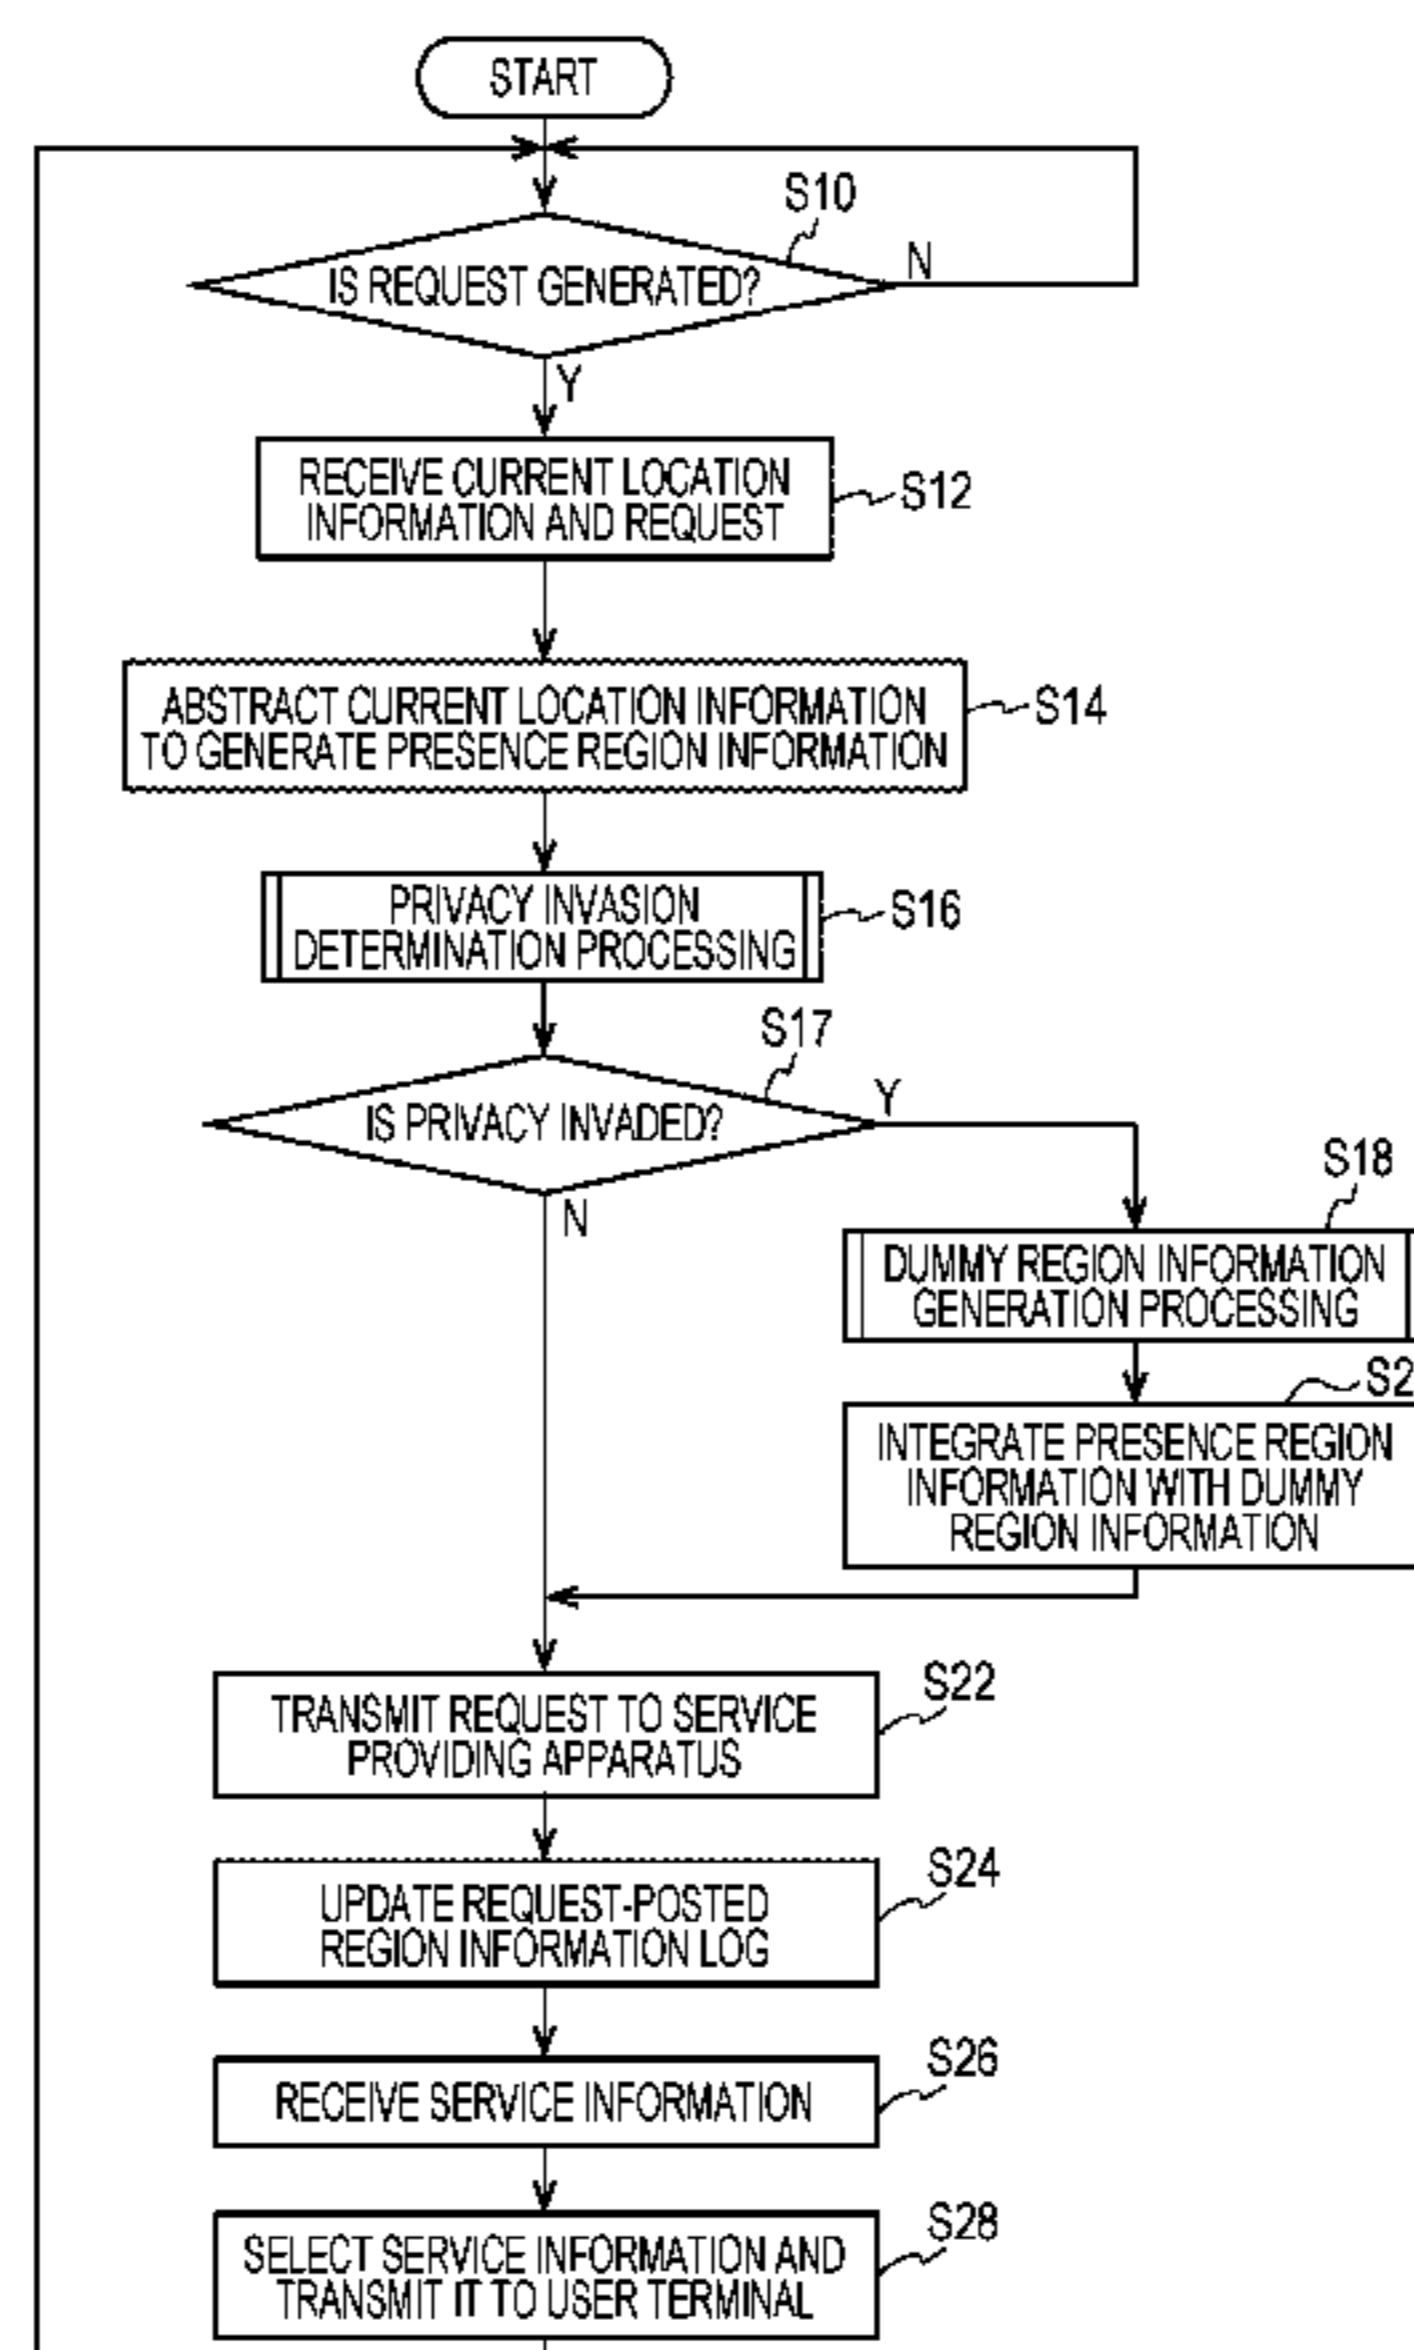 START
S10
IS REQUEST GENERATED?
N
Y
RECEIVE CURRENT LOCATION
INFORMATION AND REQUEST
S12
ABSTRACT CURRENT LOCATION INFORMATION
TO GENERATE PRESENCE REGION INFORMATION
S14
PRIVACY INVASION
DETERMINATION PROCESSING
S16
S17
IS PRIVACY INVADED?
Y
N
S18
DUMMY REGION INFORMATION
GENERATION PROCESSING
INTEGRATE PRESENCE REGION
INFORMATION WITH DUMMY
REGION INFORMATION
S22
TRANSMIT REQUEST TO SERVICE
PROVIDING APPARATUS
S24
UPDATE REQUEST-POSTED
REGION INFORMATION LOG
S26
RECEIVE SERVICE INFORMATION
S28
SELECT SERVICE INFORMATION AND
TRANSMIT IT TO USER TERMINAL